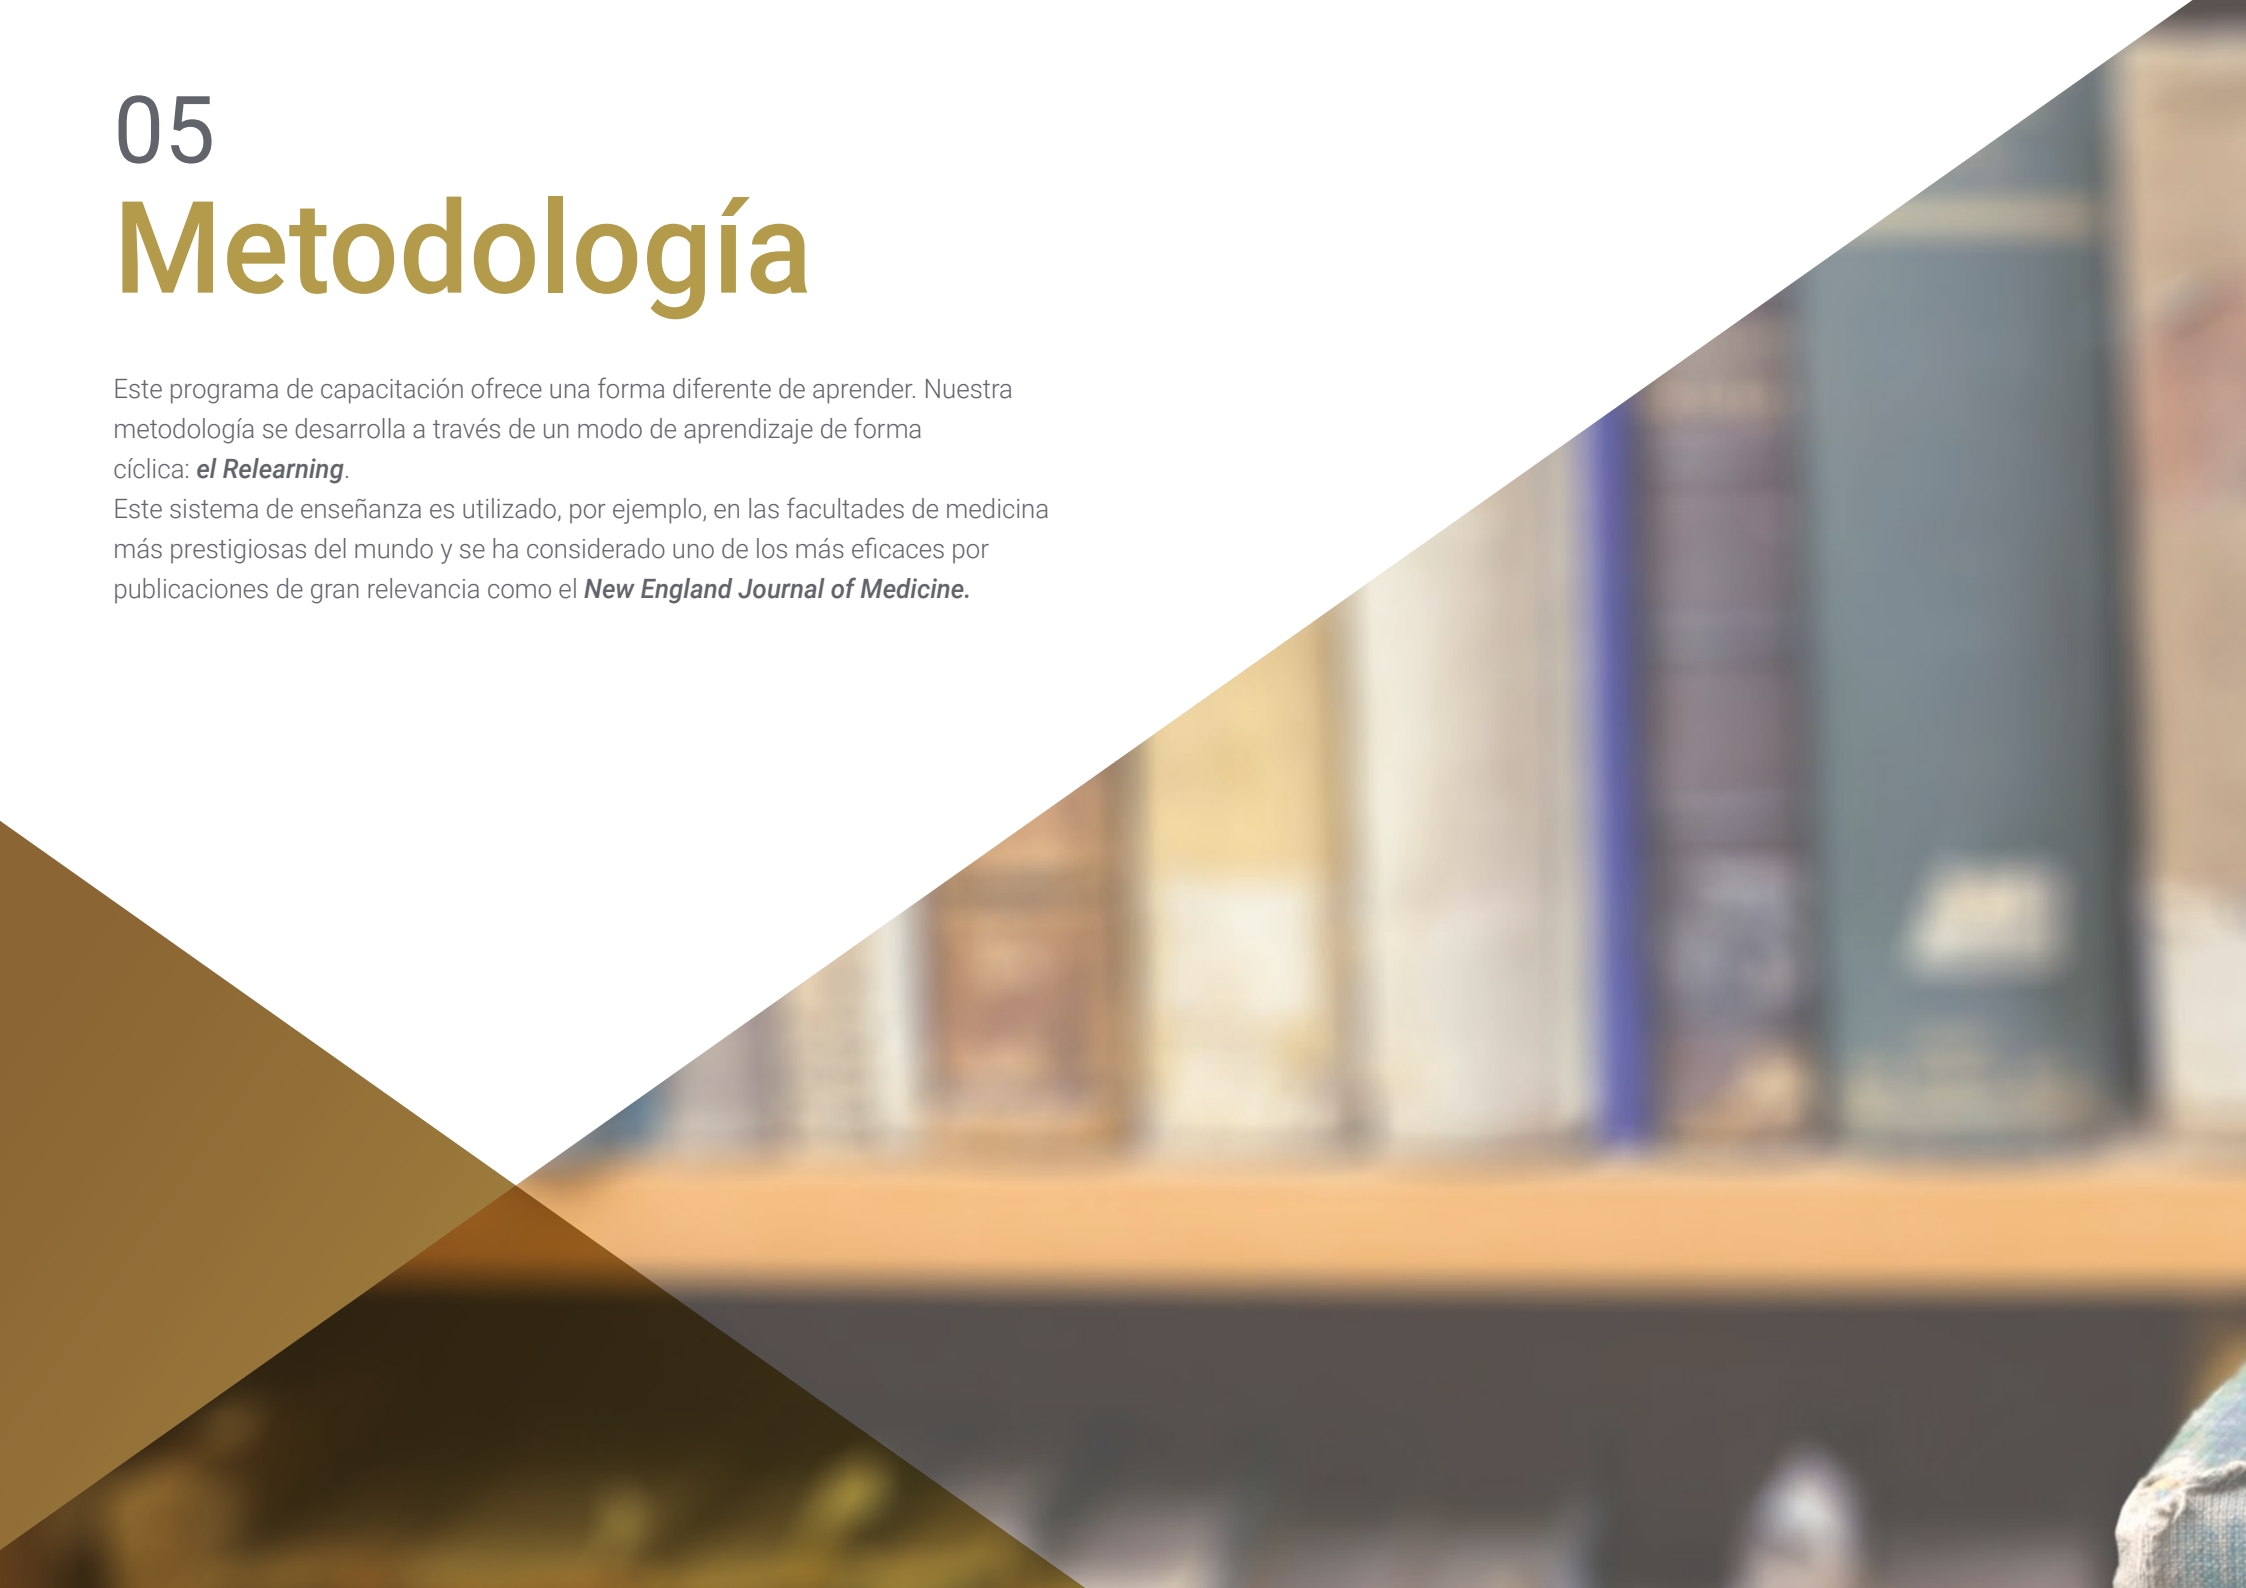 05
Metodología
Este programa de capacitación ofrece una forma diferente de aprender. Nuestra
metodología se desarrolla a través de un modo de aprendizaje de forma
cíclica: el Relearning.
Este sistema de enseñanza es utilizado, por ejemplo, en las facultades de medicina
más prestigiosas del mundo y se ha considerado uno de los más eficaces por
publicaciones de gran relevancia como el New England Journal of Medicine.